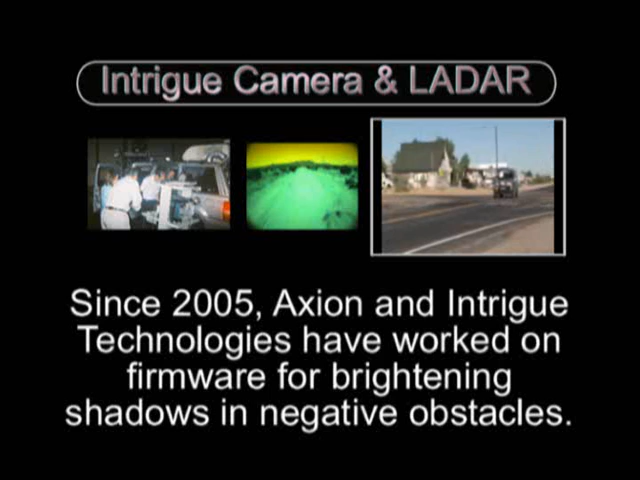 Intrigue Camera & LADAR
Since 2005, Axion and Intrigue
Technologies have worked on
firmware for brightening
shadows in negative obstacles.